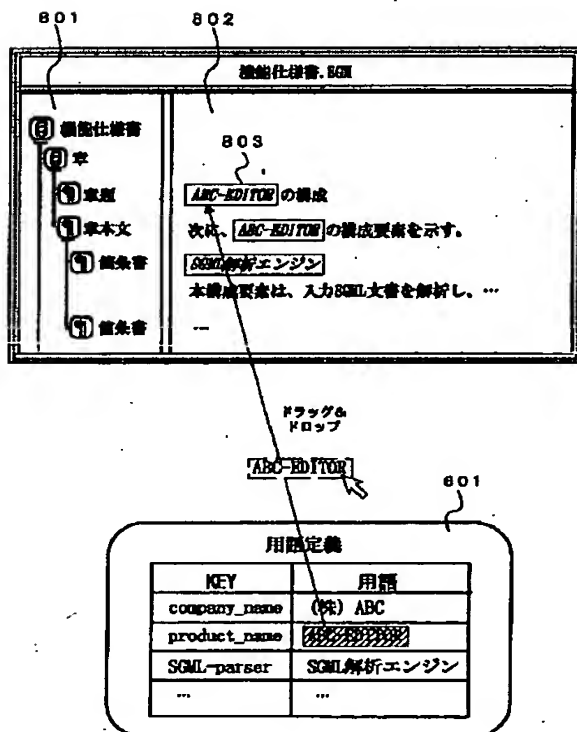 801
802
機能仕様書.SGM
機能仕様書
章
803
章題
ABC-EDITOR の構成
章本文
次に、ABC-EDITOR の構成要素を示す。
箇条書
SGML解析エンジン
本構成要素は、入力SGML文書を解析し、…
箇条書
…
ドラッグ&
ドロップ
ABC-EDITOR
601
用語定義
KEY
用語
company_name
(株) ABC
product_name
ABC-EDITOR
SGML-parser
SGML解析エンジン
…
…